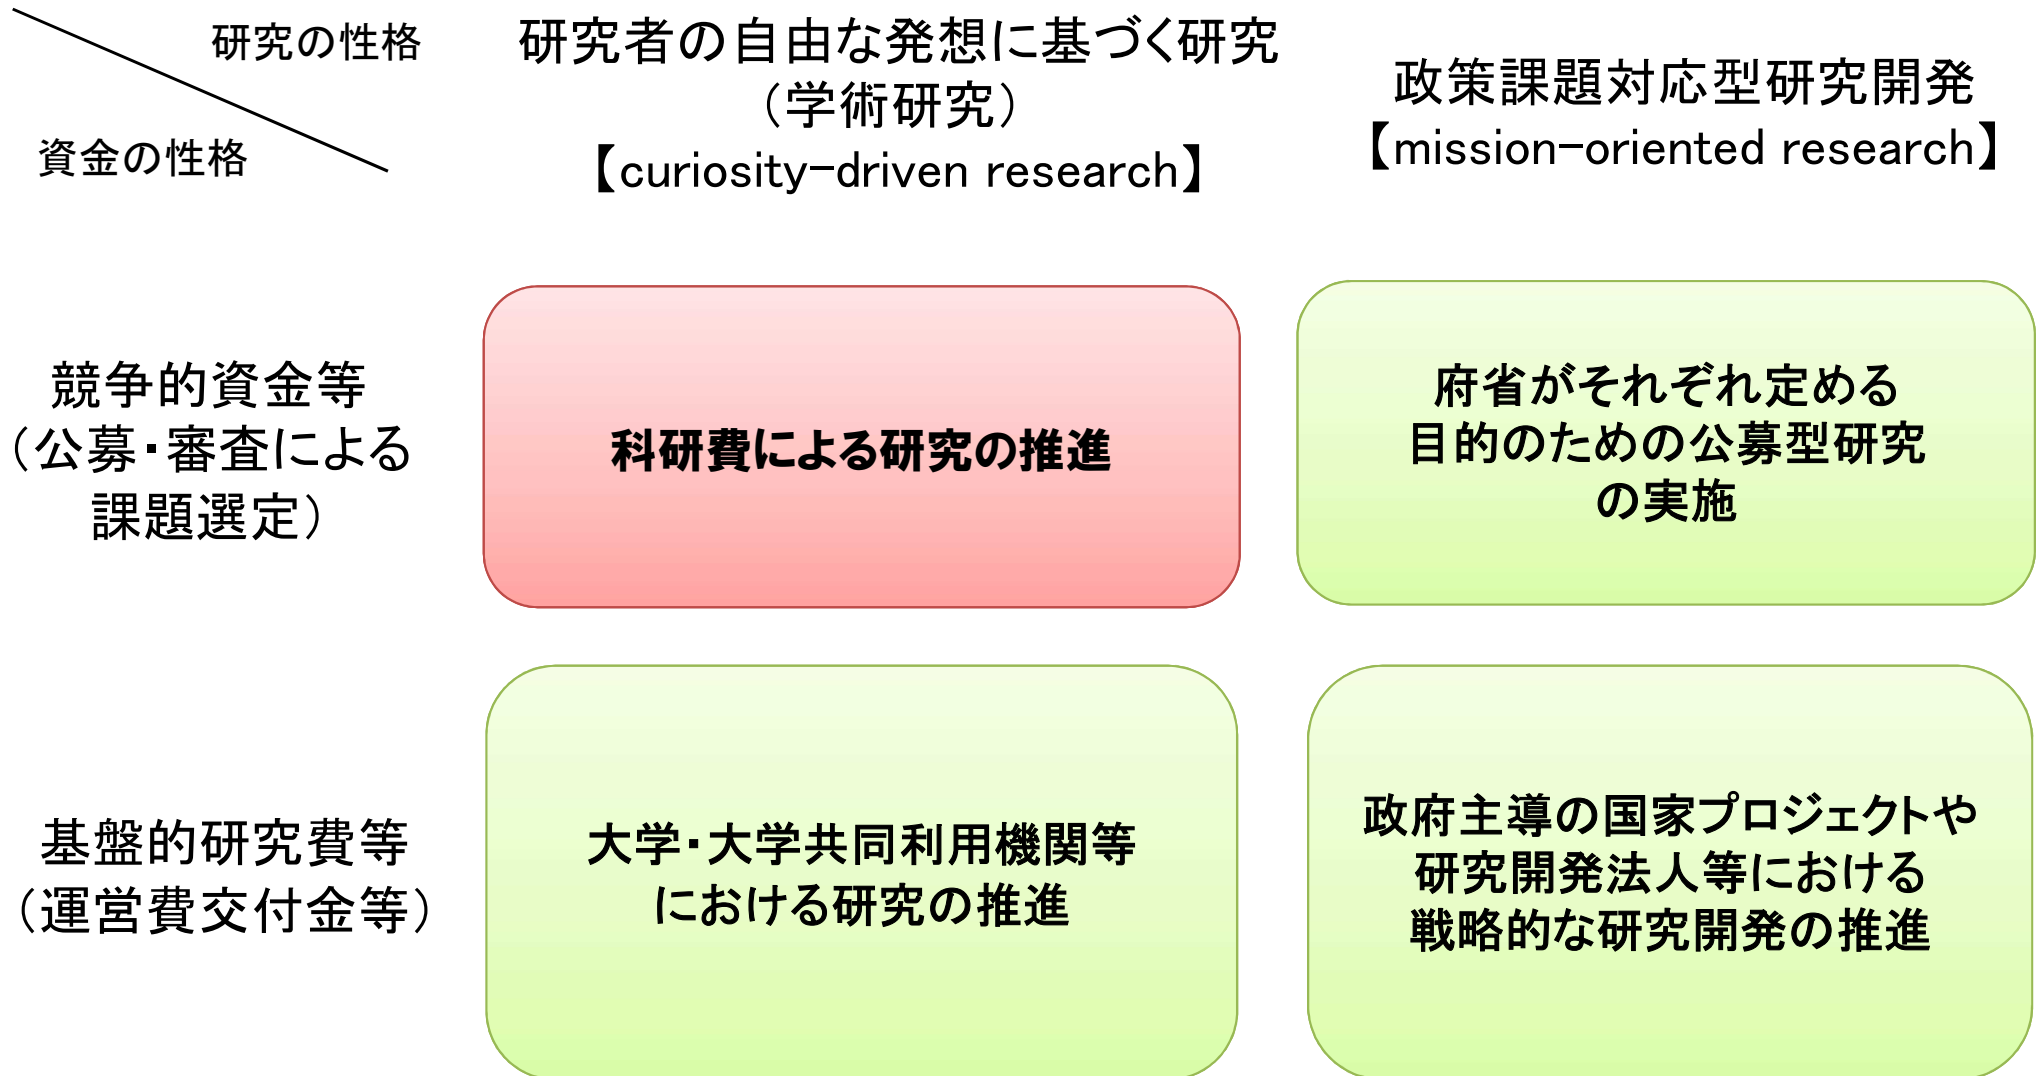 研究の性格
資金の性格
研究者の自由な発想に基づく研究
（学術研究）
【curiosity-driven research】
政策課題対応型研究開発
【mission-oriented research】
競争的資金等
（公募・審査による
課題選定）
科研費による研究の推進
府省がそれぞれ定める
目的のための公募型研究
の実施
基盤的研究費等
（運営費交付金等）
大学・大学共同利用機関等
における研究の推進
政府主導の国家プロジェクトや
研究開発法人等における
戦略的な研究開発の推進